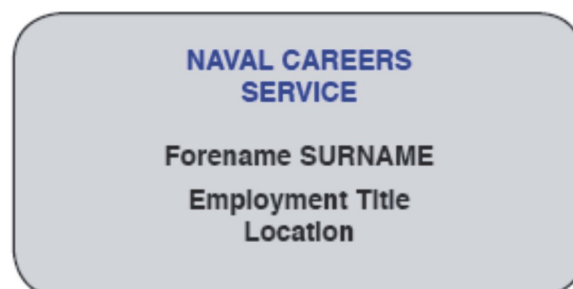 NAVAL CAREERS
SERVICE
Forename SURNAME
Employment Title
Location